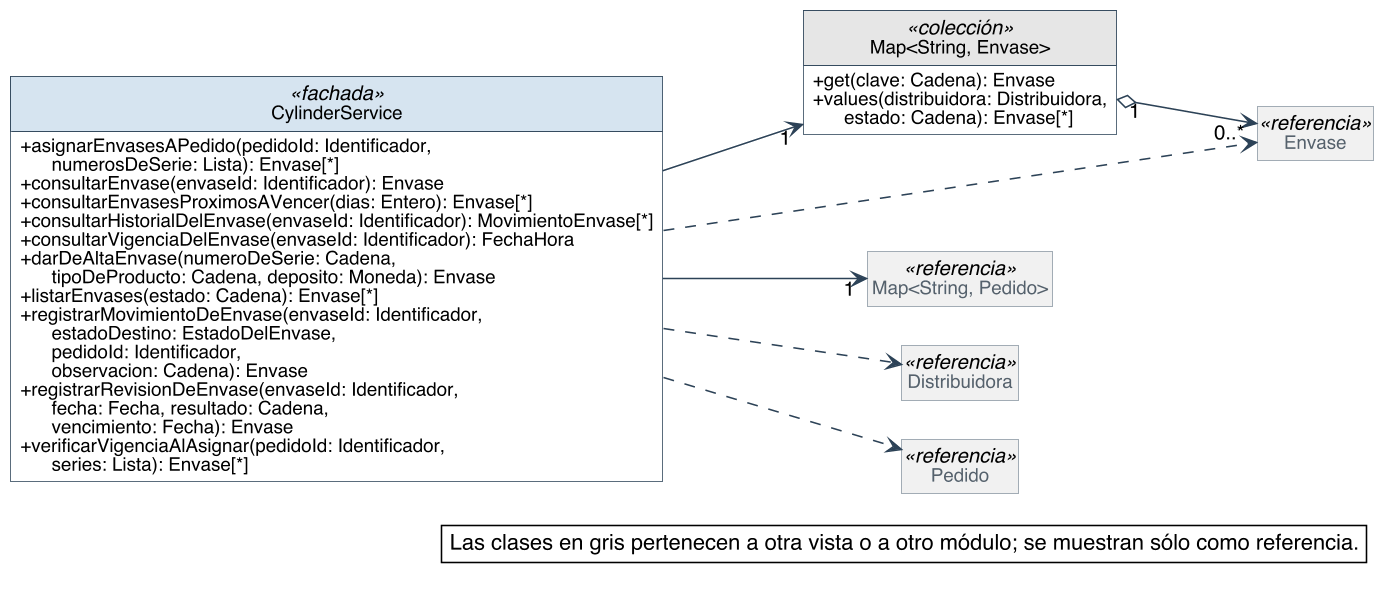 «fachada»
CylinderService
+asignarEnvasesAPedido(pedidoId: Identificador,
numerosDeSerie: Lista): Envase[*]
+consultarEnvase(envaseId: Identificador): Envase
+consultarEnvasesProximosAVencer(dias: Entero): Envase[*]
+consultarHistorialDelEnvase(envaseId: Identificador): MovimientoEnvase[*]
+consultarVigenciaDelEnvase(envaseId: Identificador): FechaHora
+darDeAltaEnvase(numeroDeSerie: Cadena,
tipoDeProducto: Cadena, deposito: Moneda): Envase
+listarEnvases(estado: Cadena): Envase[*]
+registrarMovimientoDeEnvase(envaseId: Identificador,
estadoDestino: EstadoDelEnvase,
pedidoId: Identificador,
observacion: Cadena): Envase
+registrarRevisionDeEnvase(envaseId: Identificador,
fecha: Fecha, resultado: Cadena,
vencimiento: Fecha): Envase
+verificarVigenciaAlAsignar(pedidoId: Identificador,
series: Lista): Envase[*]
1
«colección»
Map<String, Envase>
+get(clave: Cadena): Envase
+values(distribuidora: Distribuidora,
estado: Cadena): Envase[*]
1
0..*
«referencia»
Envase
1
«referencia»
Map<String, Pedido>
«referencia»
Distribuidora
«referencia»
Pedido
Las clases en gris pertenecen a otra vista o a otro módulo; se muestran sólo como referencia.